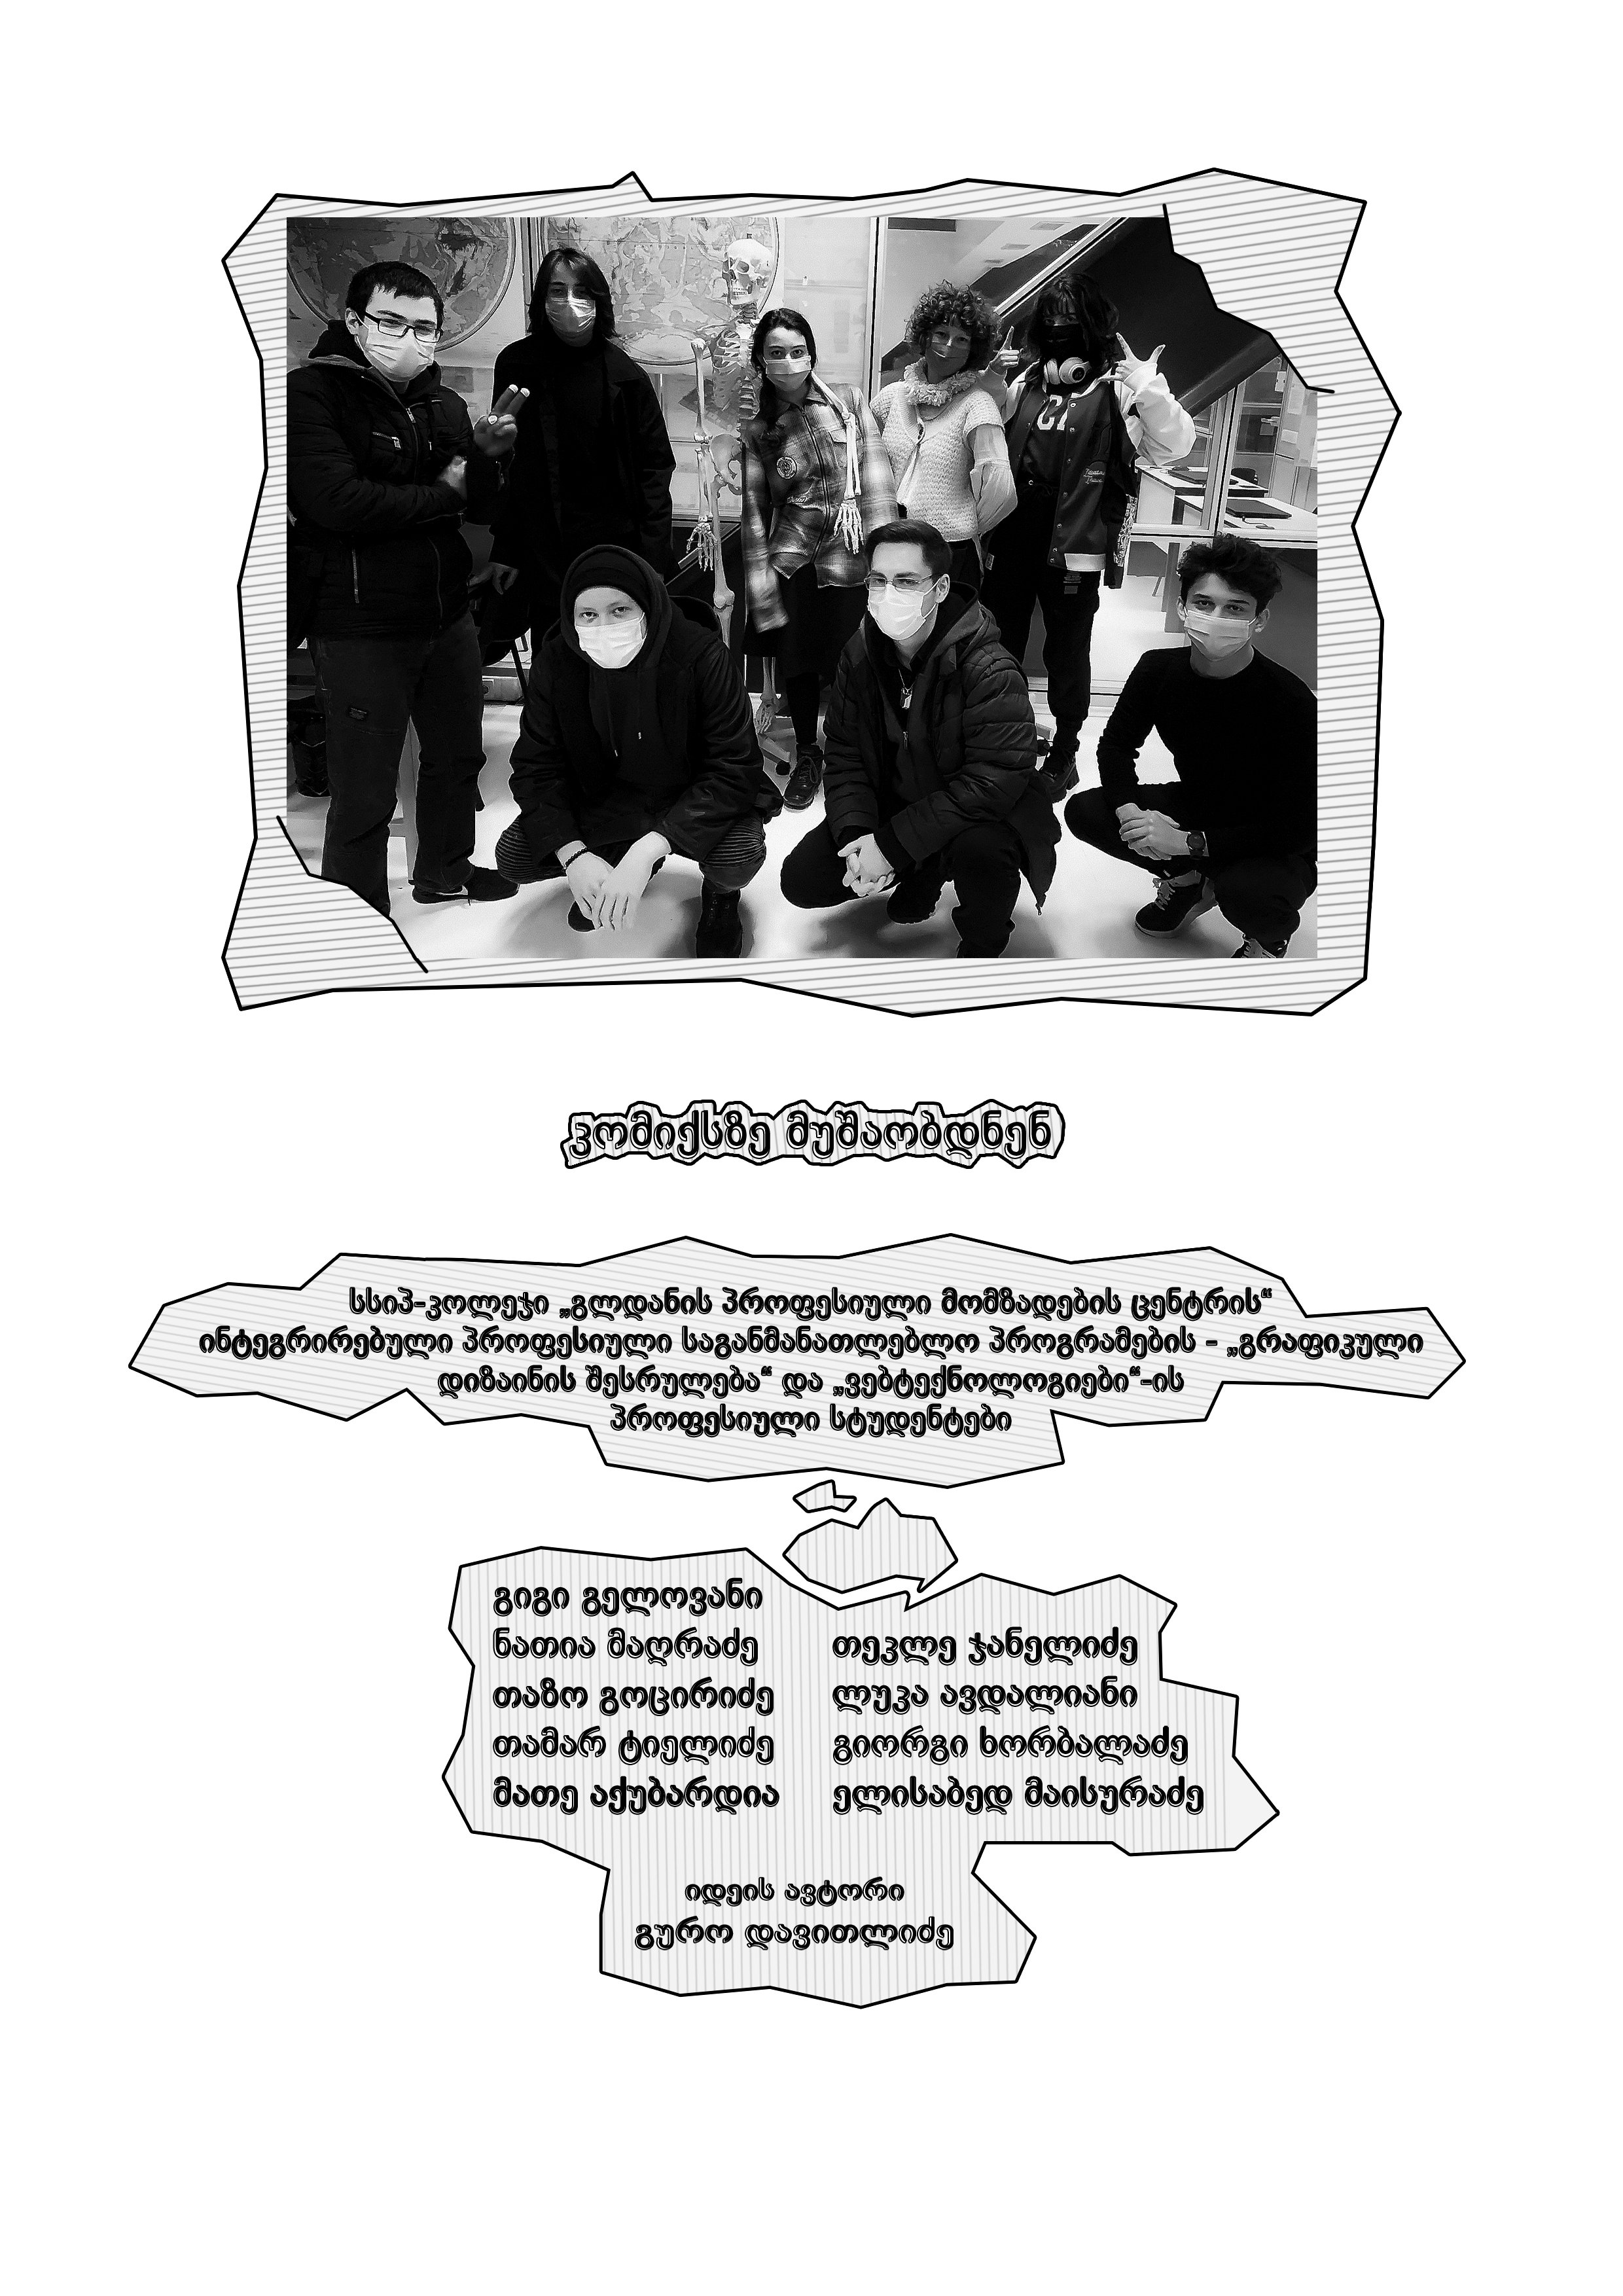 კომიქსზე მუშაობდნენ
სსიპ-კოლეჯი „გლდანის პროფესიული მომზადების ცენტრის“
ინტეგრირებული პროფესიული საგანმანათლებლო პროგრამების - „გრაფიკული
დიზაინის შესრულება“ და „ვებტექნოლოგიები“-ის
პროფესიული სტუდენტები
გიგი გელოვანი
ნათია მაღრაძე
თაზო გოცირიძე
თამარ ტიელიძე
მათე აქუბარდია
თეკლე ჯანელიძე
ლუკა ავდალიანი
გიორგი ხორბალაძე
ელისაბედ მაისურაძე
იდეის ავტორი
გურო დავითლიძე